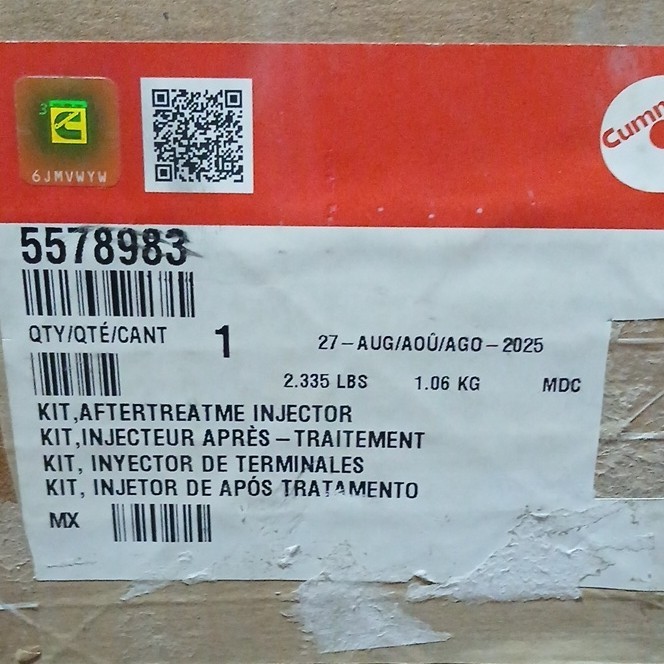 3
6JMVWYW
5578983
QTY/QTÉ/CANT 1 27-AUG/AOÛ/AGO-2025
2.335 LBS 1.06 KG MDC
KIT,AFTERTREATME INJECTOR
KIT,INJECTEUR APRÈS-TRAITEMENT
KIT, INYECTOR DE TERMINALES
KIT, INJETOR DE APÓS TRATAMENTO
MX